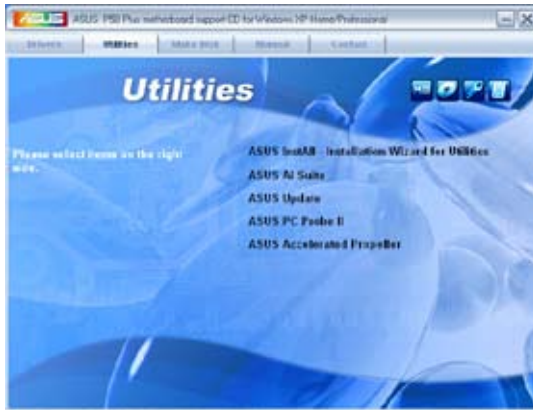 ASUS P5B Plus motherboard support CD for Windows XP Home/Professional
Drivers Utilities Make Disk Manual Contact
Utilities
Please select items on the right side.
ASUS InstAll - Installation Wizard for Utilities
ASUS AI Suite
ASUS Update
ASUS PC Probe II
ASUS Accelerated Propeller